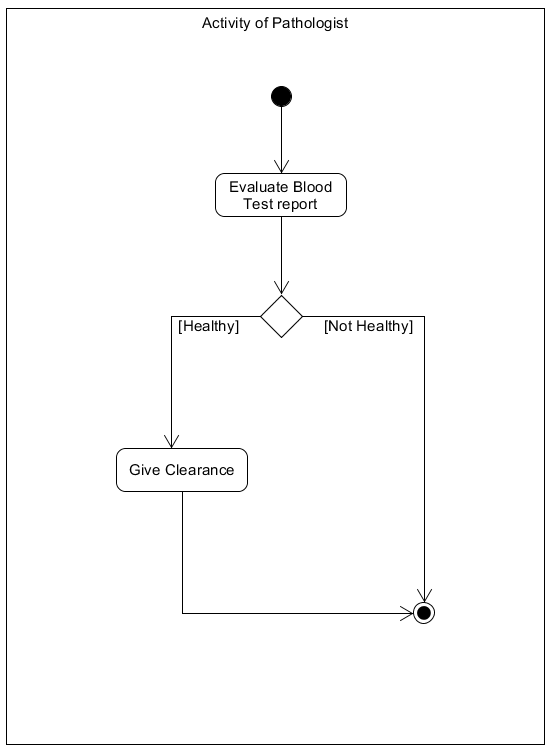 Activity of Pathologist
Evaluate Blood
Test report
[Healthy]
[Not Healthy]
Give Clearance